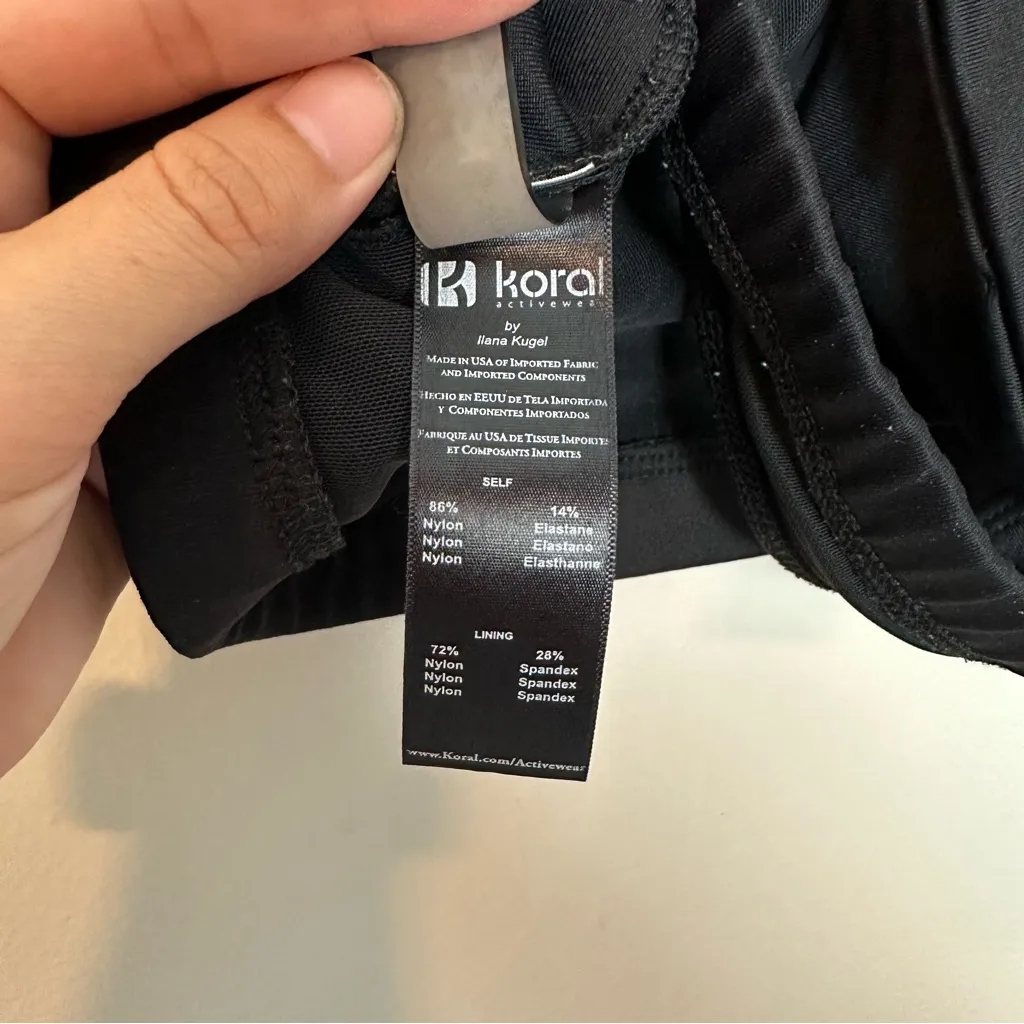 K koral
activewea
by
Ilana Kugel
MADE IN USA OF IMPORTED FABRIC
AND IMPORTED COMPONENTS
HECHO EN EEUU DE TELA IMPORTADA
Y COMPONENTES IMPORTADOS
FABRIQUE AU USA DE TISSUE IMPORTES
ET COMPOSANTS IMPORTES
SELF
86% 14%
Nylon Elastane
Nylon Elastano
Nylon Elasthanne
LINING
72% 28%
Nylon Spandex
Nylon Spandex
Nylon Spandex
www.Koral.com/Activewear